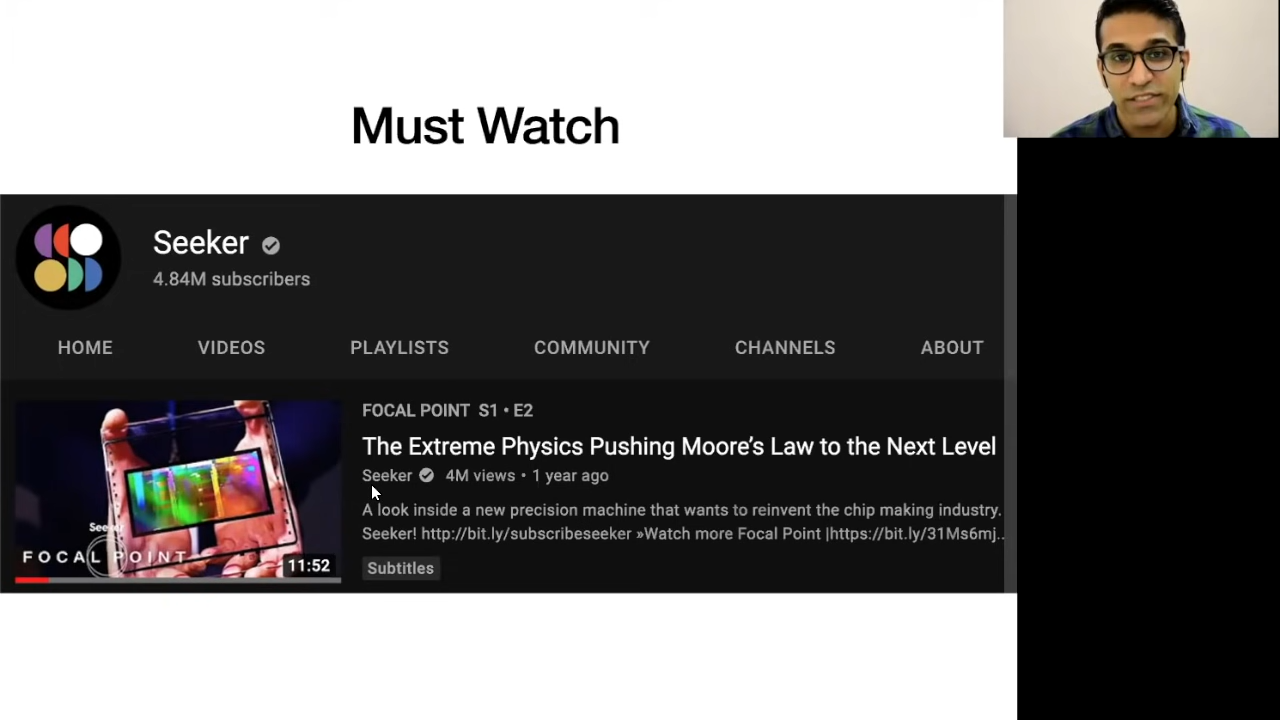 Must Watch
Seeker
4.84M subscribers
HOME VIDEOS PLAYLISTS COMMUNITY CHANNELS ABOUT
FOCAL POINT S1 • E2
The Extreme Physics Pushing Moore's Law to the Next Level
Seeker 4M views • 1 year ago
A look inside a new precision machine that wants to reinvent the chip making industry.
Seeker! http://bit.ly/subscribeseeker »Watch more Focal Point |https://bit.ly/31Ms6mj...
Subtitles
Seeker
FOCAL POINT
11:52